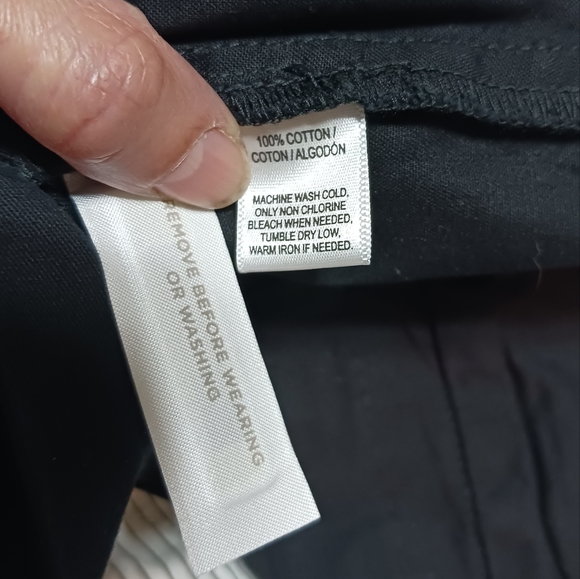 100% COTTON /
COTON / ALGODÓN
MACHINE WASH COLD,
ONLY NON CHLORINE
BLEACH WHEN NEEDED,
TUMBLE DRY LOW,
WARM IRON IF NEEDED.
REMOVE BEFORE WEARING
OR WASHING